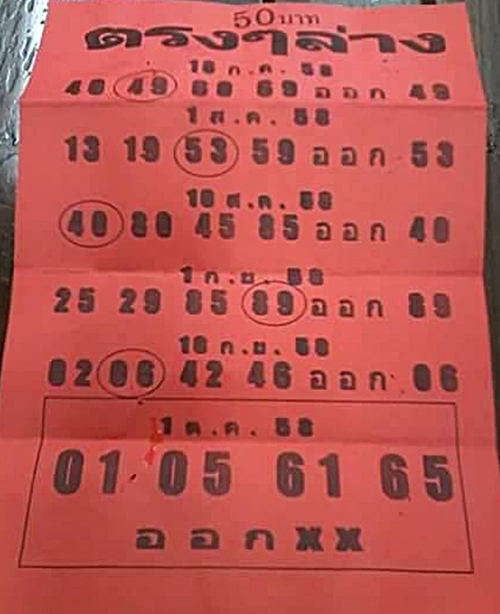 50บาท
ตรงๆล่าง
16 ก.ค. 58
40 49 60 69 ออก 49
1 ส.ค. 58
13 19 53 59 ออก 53
16 ส.ค. 58
40 80 45 85 ออก 40
1 ก.ย. 58
25 29 85 89 ออก 89
16 ก.ย. 58
02 06 42 46 ออก 06
1 ต.ค. 58
01 05 61 65
ออก XX